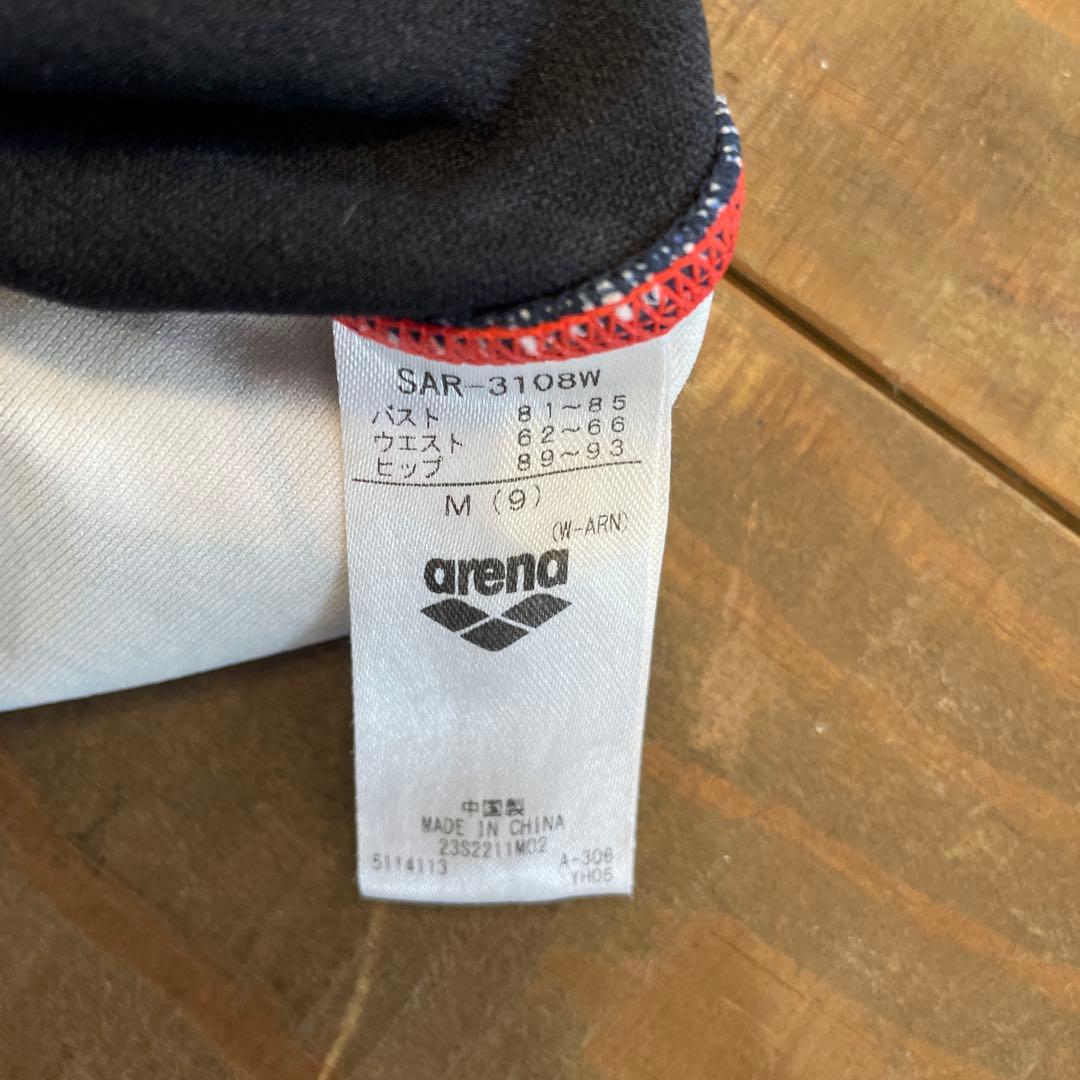 SAR-3108W
バスト 81~85
ウエスト 62~66
ヒップ 89~93
M (9)
(W-ARN)
arena
中国製
MADE IN CHINA
23S2211M02
5114113 A-306
YH05